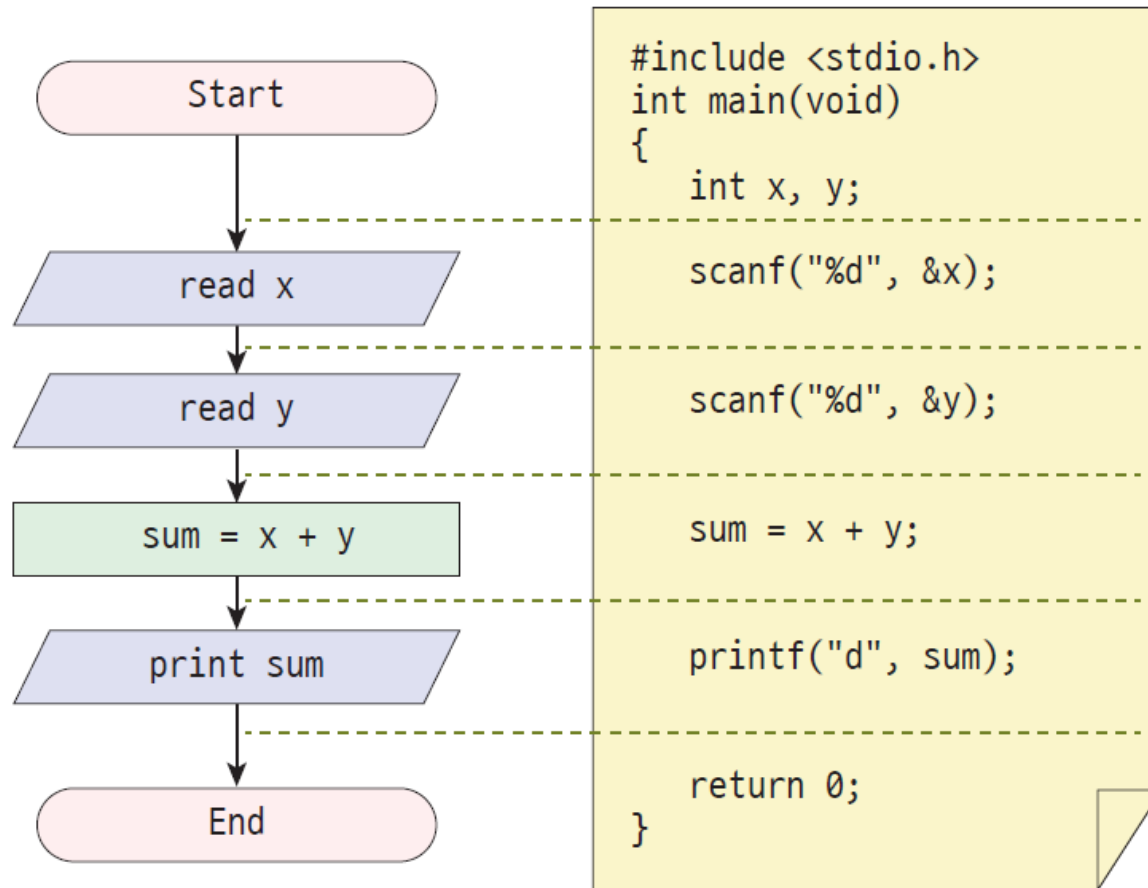 Start
read x
read y
sum = x + y
print sum
End
#include <stdio.h>
int main(void)
{
int x, y;
scanf("%d", &x);
scanf("%d", &y);
sum = x + y;
printf("d", sum);
return 0;
}